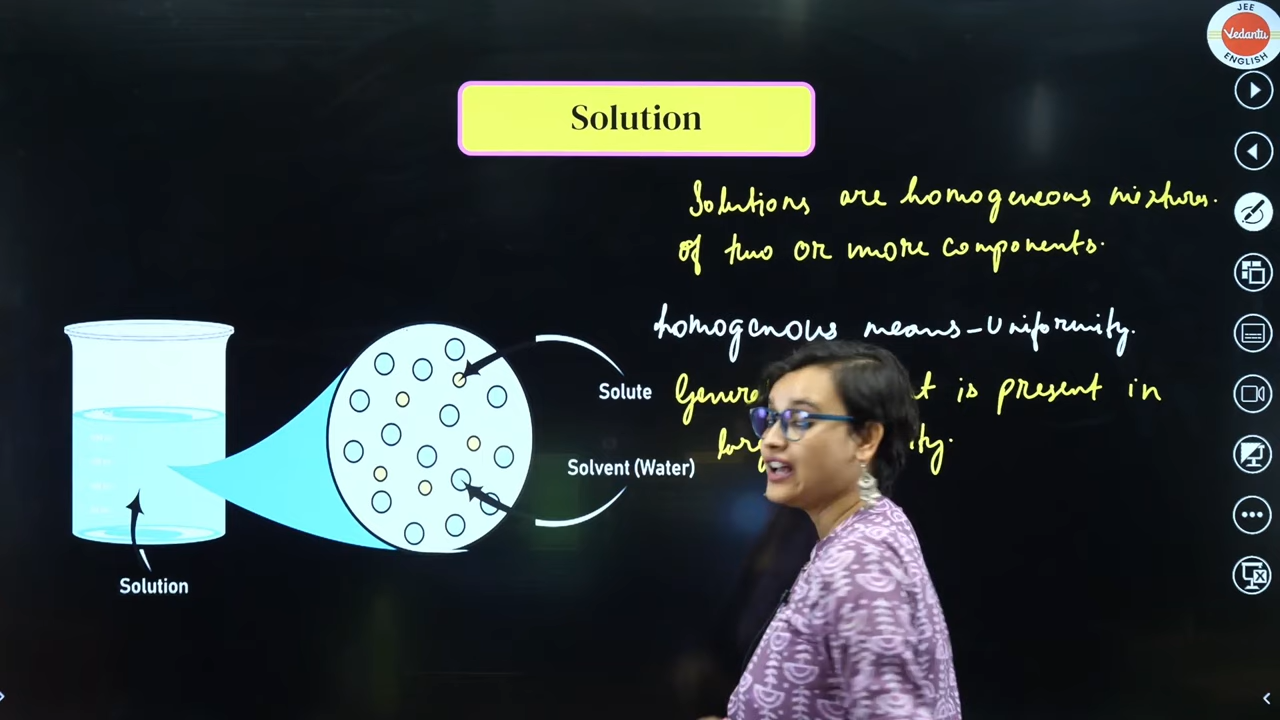 JEE
Vedantu
ENGLISH
Solution
Solutions are homogeneous mixtures.
of two or more components.
homogenous means - Uniformity.
Solute
is present in
Solvent (Water)
Solution